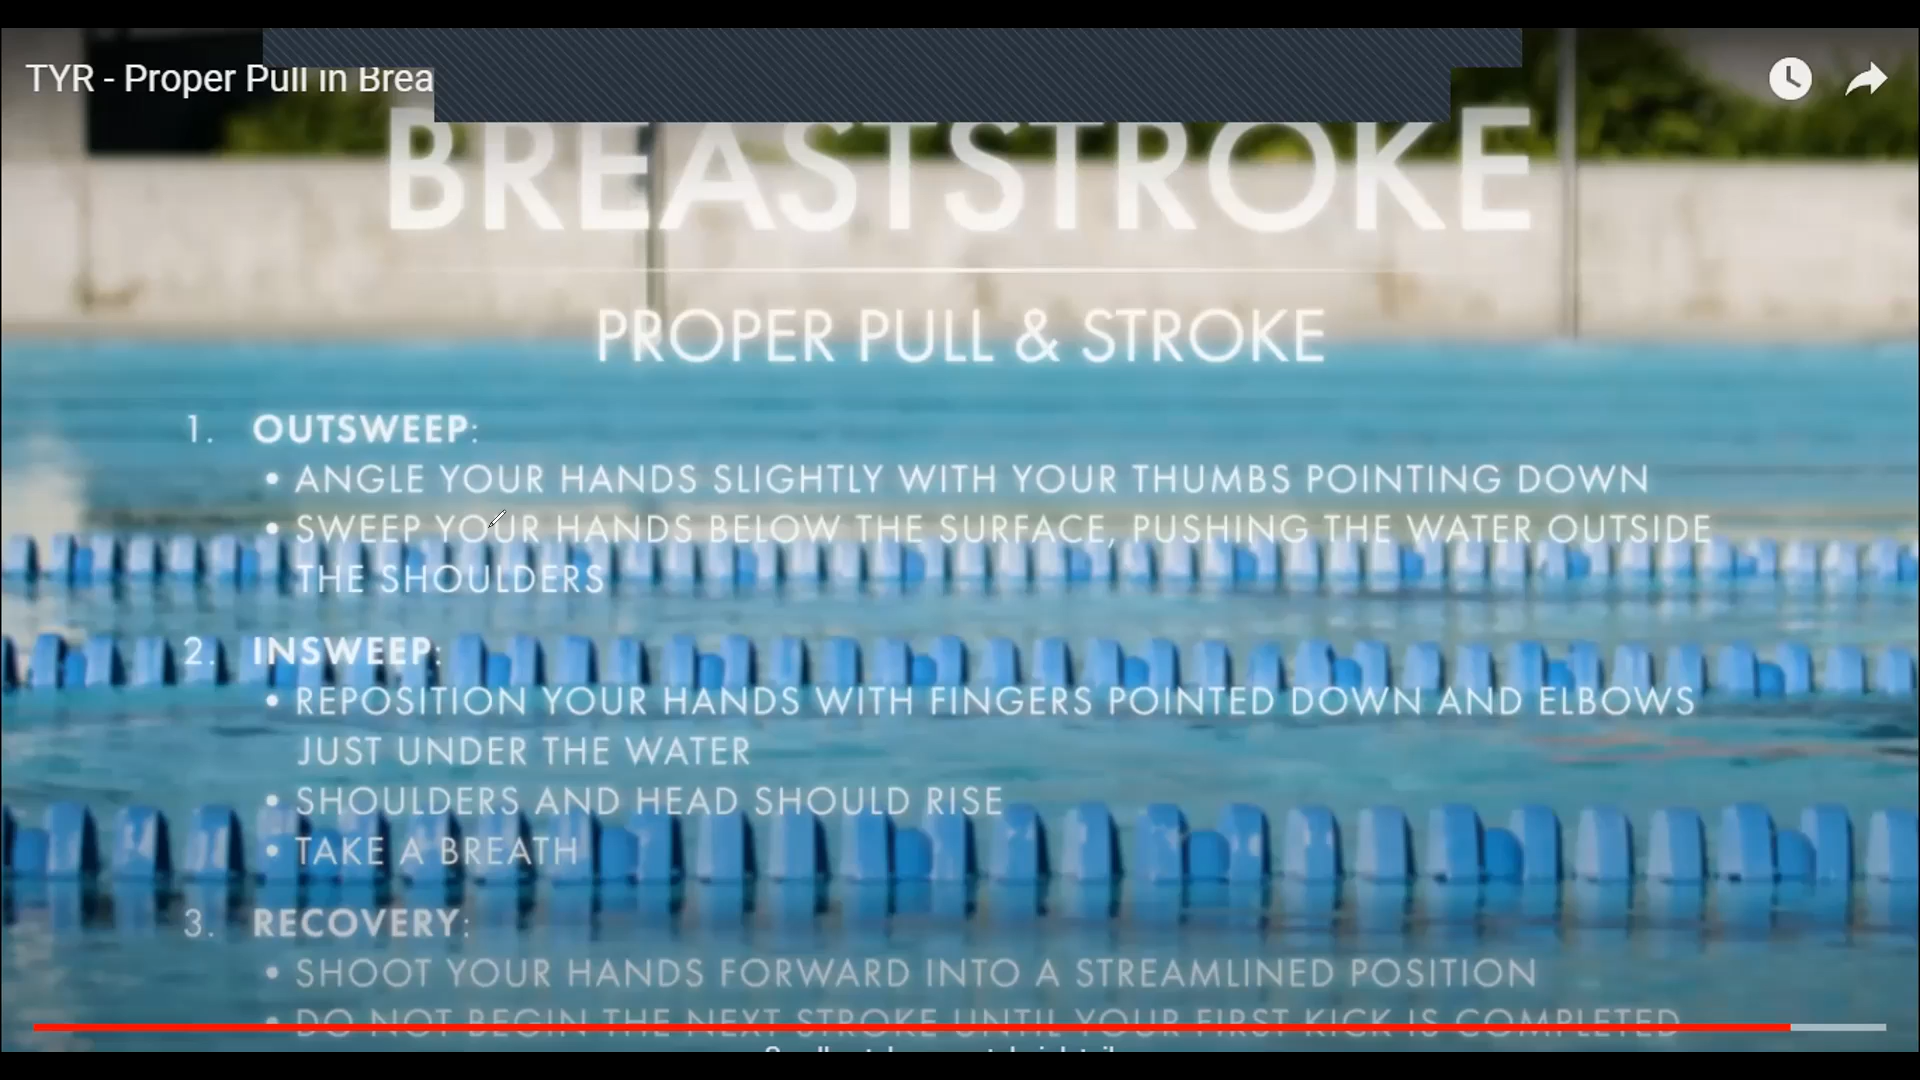 TYR - Proper Pull in Brea
BREASTSTROKE
PROPER PULL & STROKE
1. OUTSWEEP:
• ANGLE YOUR HANDS SLIGHTLY WITH YOUR THUMBS POINTING DOWN
• SWEEP YOUR HANDS BELOW THE SURFACE, PUSHING THE WATER OUTSIDE
THE SHOULDERS
2. INSWEEP:
• REPOSITION YOUR HANDS WITH FINGERS POINTED DOWN AND ELBOWS
JUST UNDER THE WATER
• SHOULDERS AND HEAD SHOULD RISE
• TAKE A BREATH
3. RECOVERY:
• SHOOT YOUR HANDS FORWARD INTO A STREAMLINED POSITION
• DO NOT BEGIN THE NEXT STROKE UNTIL YOUR FIRST KICK IS COMPLETED